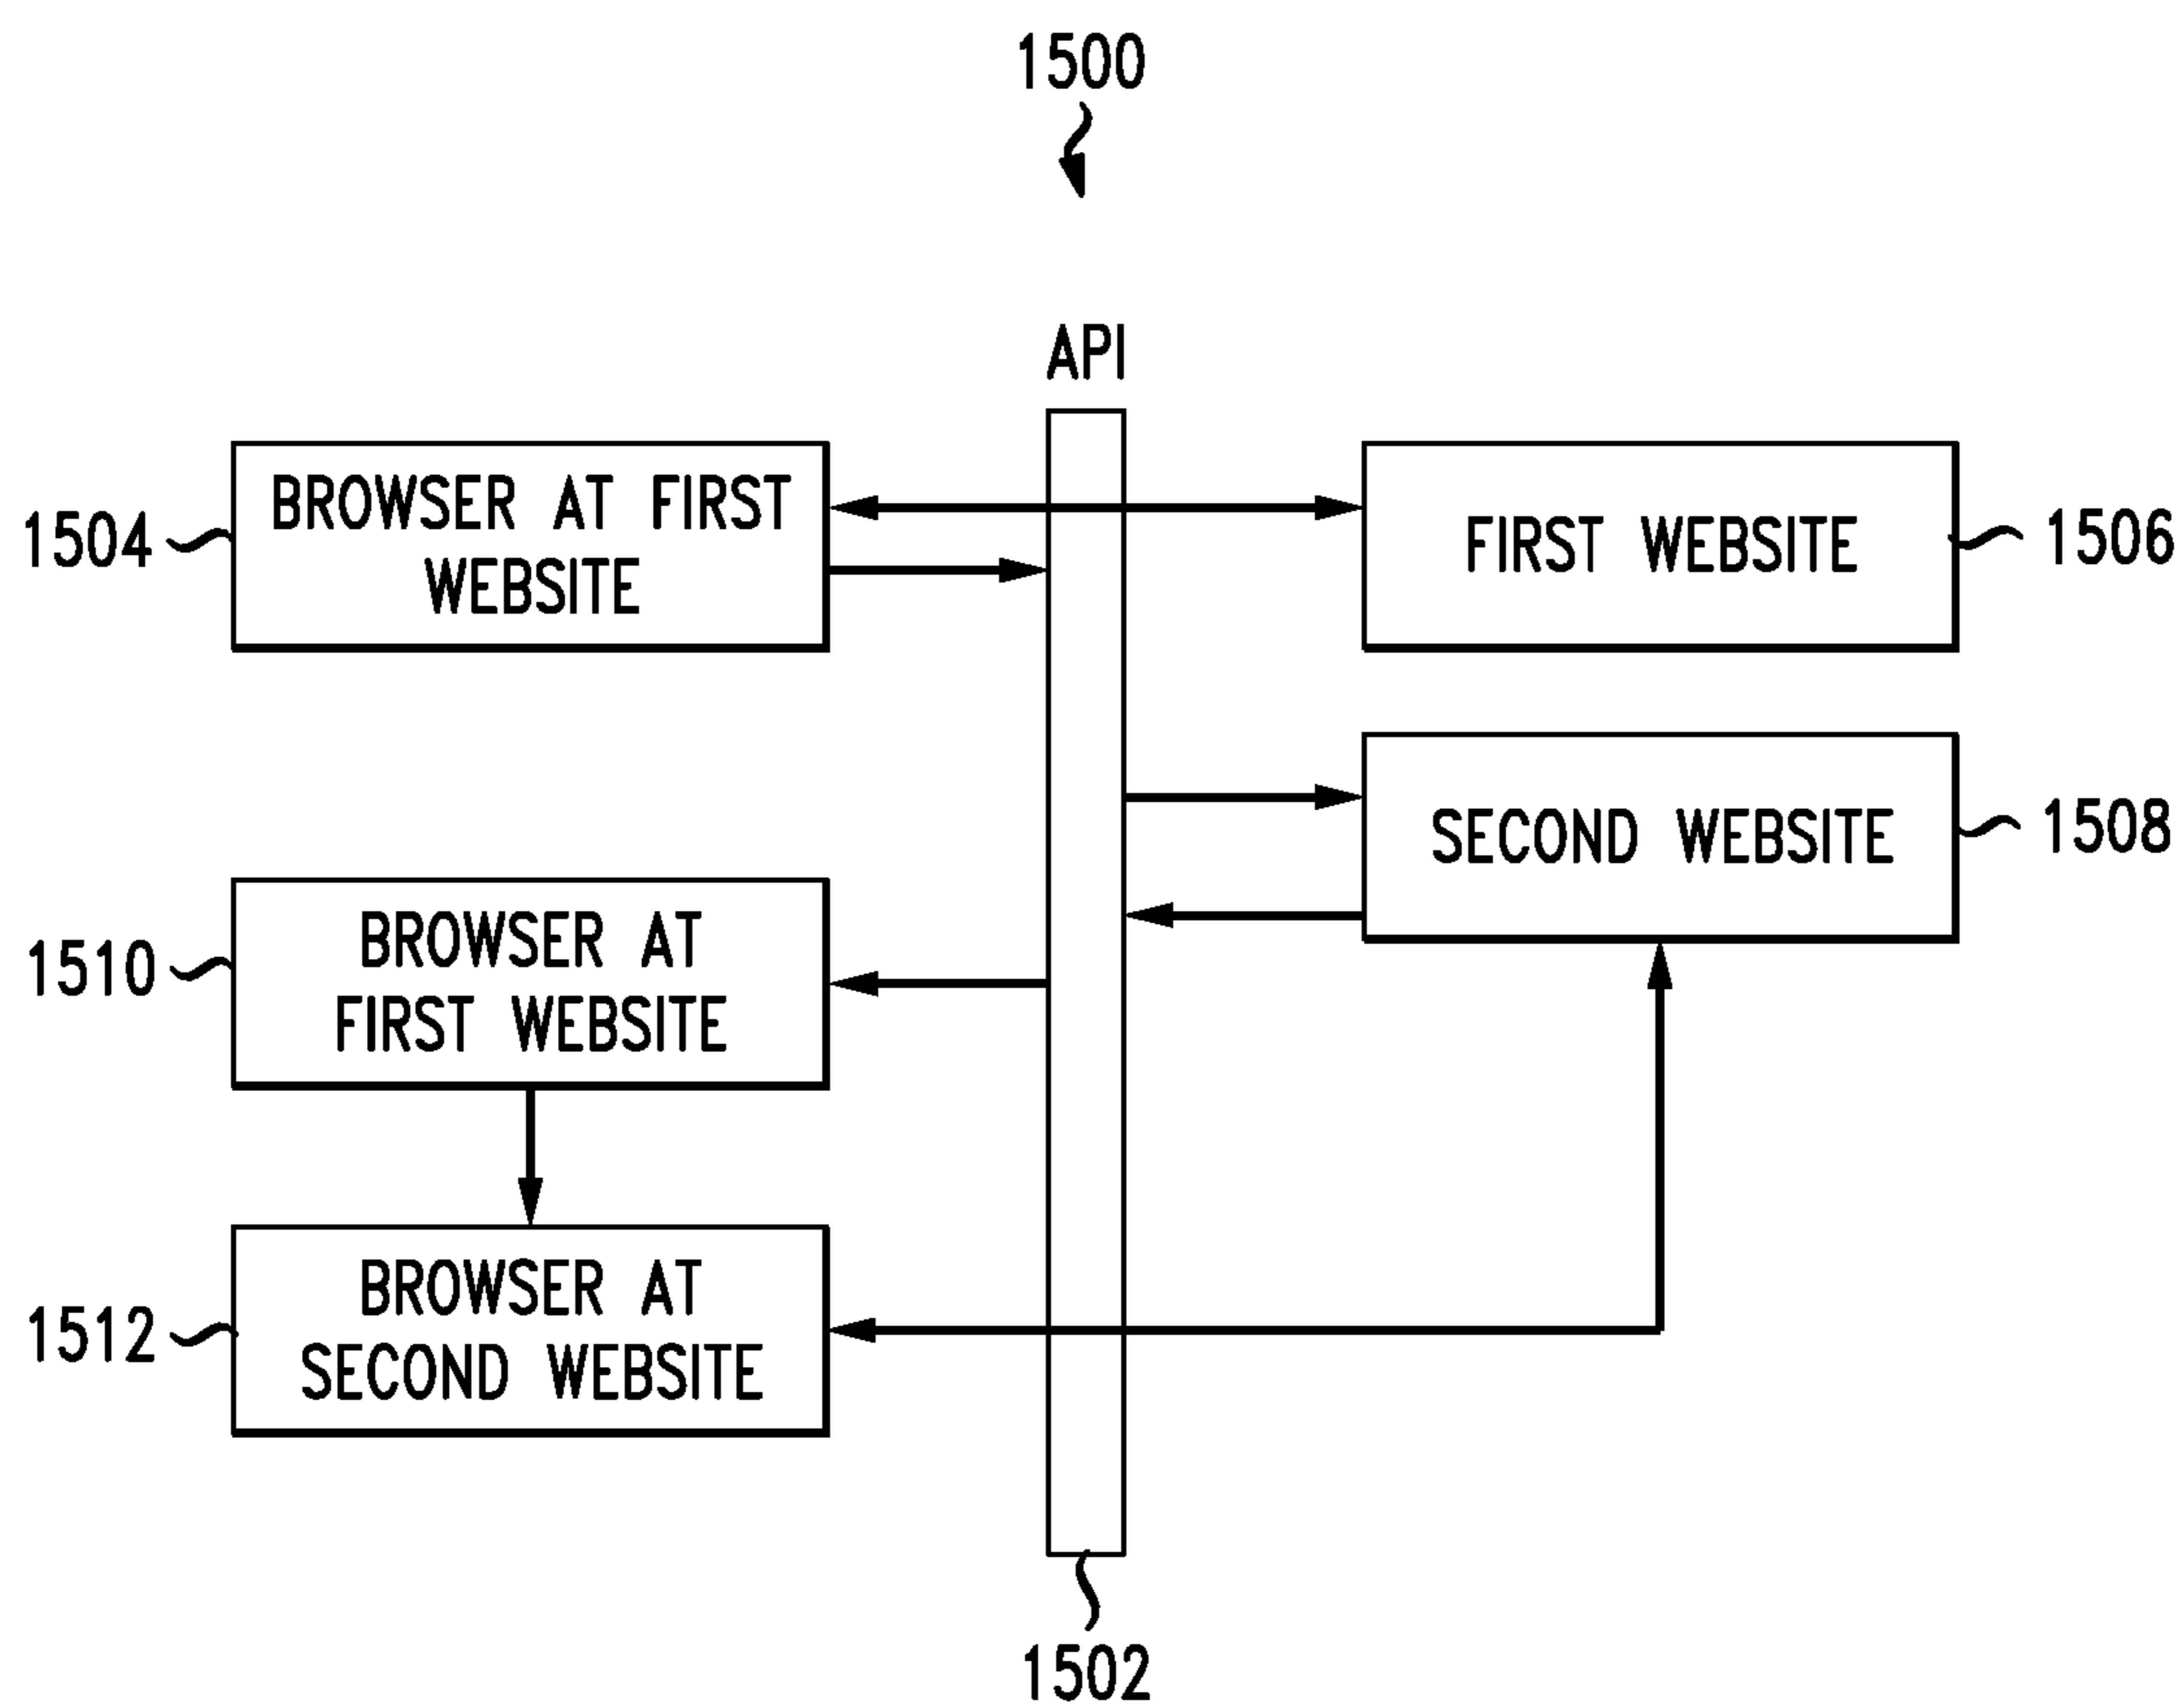 1500
API
BROWSER AT FIRST
WEBSITE
1504
FIRST WEBSITE
1506
SECOND WEBSITE
1508
BROWSER AT
FIRST WEBSITE
1510
BROWSER AT
SECOND WEBSITE
1512
1502